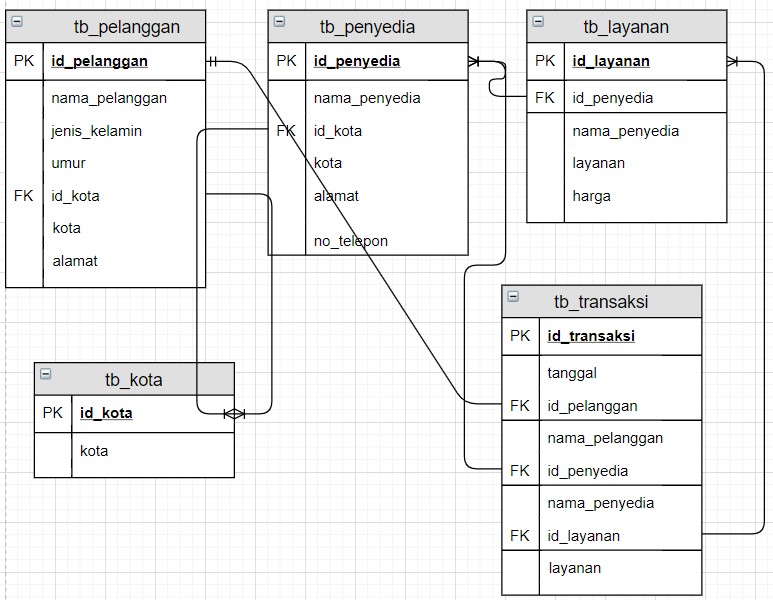 tb_pelanggan
PK id_pelanggan
nama_pelanggan
jenis_kelamin
umur
FK id_kota
kota
alamat
tb_penyedia
PK id_penyedia
nama_penyedia
FK id_kota
kota
alamat
no_telepon
tb_layanan
PK id_layanan
FK id_penyedia
nama_penyedia
layanan
harga
tb_kota
PK id_kota
kota
tb_transaksi
PK id_transaksi
tanggal
FK id_pelanggan
nama_pelanggan
FK id_penyedia
nama_penyedia
FK id_layanan
layanan